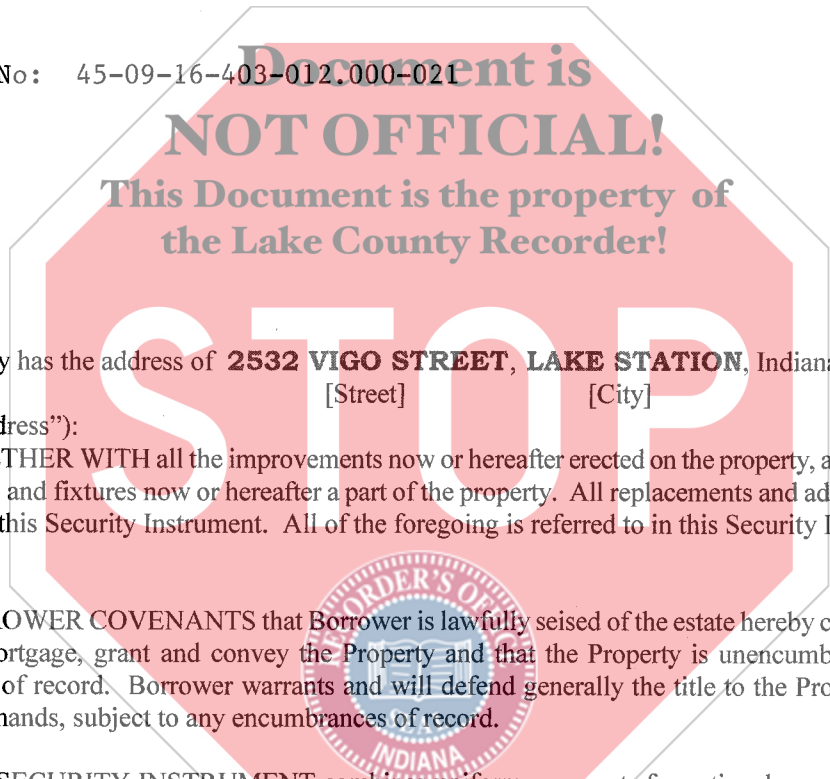 Document is
No: 45-09-16-403-012.000-021
NOT OFFICIAL!
This Document is the property of
the Lake County Recorder!
STOP
y has the address of 2532 VIGO STREET, LAKE STATION, Indiana
[Street] [City]
dress”):
THER WITH all the improvements now or hereafter erected on the property, a
and fixtures now or hereafter a part of the property. All replacements and ad
this Security Instrument. All of the foregoing is referred to in this Security I
OWER COVENANTS that Borrower is lawfully seised of the estate hereby c
ortgage, grant and convey the Property and that the Property is unencumb
of record. Borrower warrants and will defend generally the title to the Pro
mands, subject to any encumbrances of record.
RECORDER'S OFFICE
INDIANA
SECURITY INSTRUMENT